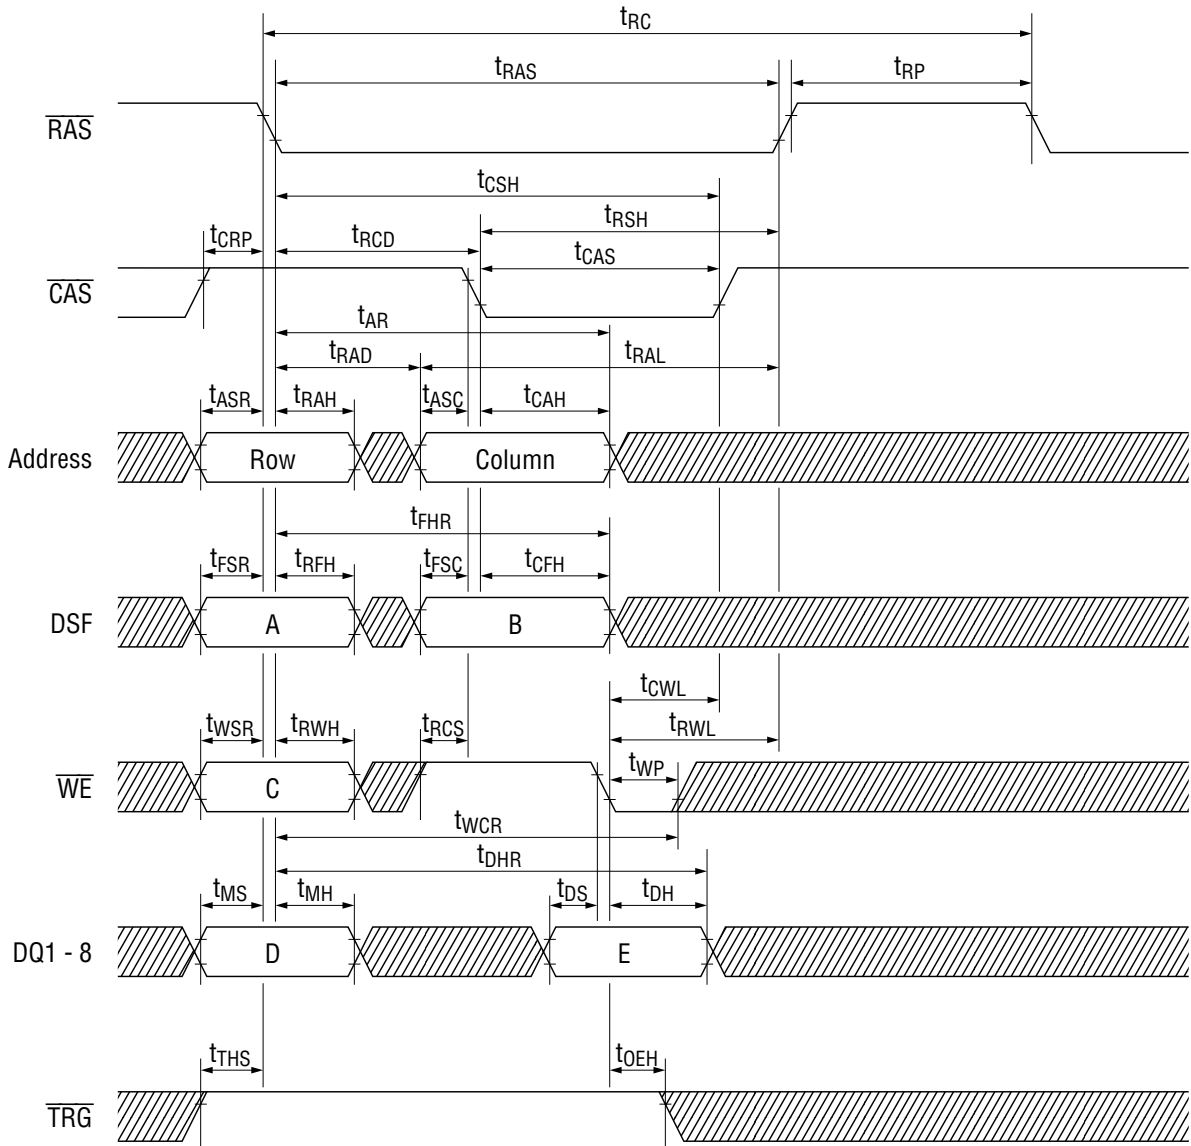 tRC
tRAS tRP
RAS
tCSH
tRSH
tCRP tRCD
tCAS
CAS
tAR
tRAD tRAL
tASR tRAH tASC tCAH
Address Row Column
tFHR
tFSR tRFH tFSC tCFH
DSF A B
tCWL
tWSR tRWH tRCS tRWL
tWP
WE C
tWCR
tDHR
tMS tMH tDS tDH
DQ1 - 8 D E
tTHS tOEH
TRG